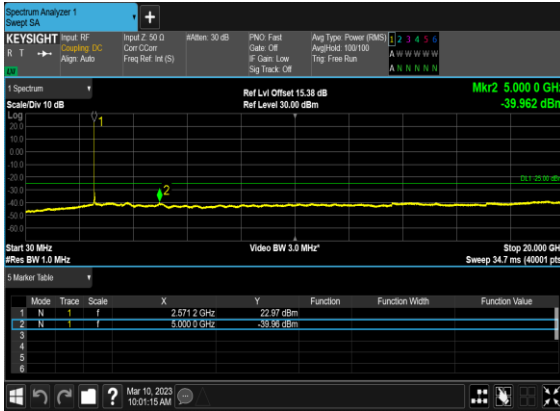 Spectrum Analyzer 1
Swept SA
+
KEYSIGHT Input: RF Input Z: 50 Ω #Atten: 30 dB PNO: Fast Avg Type: Power (RMS) 1 2 3 4 5 6
R T Coupling: DC Corr CCorr Gate: Off Avg|Hold: 100/100 A W W W W W
Align: Auto Freq Ref: Int (S) IF Gain: Low Trig: Free Run
Sig Track: Off A N N N N N
1 Spectrum
Scale/Div 10 dB
Ref Lvl Offset 15.38 dB
Ref Level 30.00 dBm
Mkr2 5.000 0 GHz
-39.962 dBm
Log
20.0
10.0
0.00
-10.0
-20.0
-30.0
-40.0
-50.0
-60.0
1
2
DL1 -25.00 dBm
Start 30 MHz Video BW 3.0 MHz* Stop 20.000 GHz
#Res BW 1.0 MHz Sweep 34.7 ms (40001 pts)
5 Marker Table
Mode Trace Scale X Y Function Function Width Function Value
1 N 1 f 2.571 2 GHz 22.97 dBm
2 N 1 f 5.000 0 GHz -39.96 dBm
3
4
5
6
?
Mar 10, 2023
10:01:15 AM